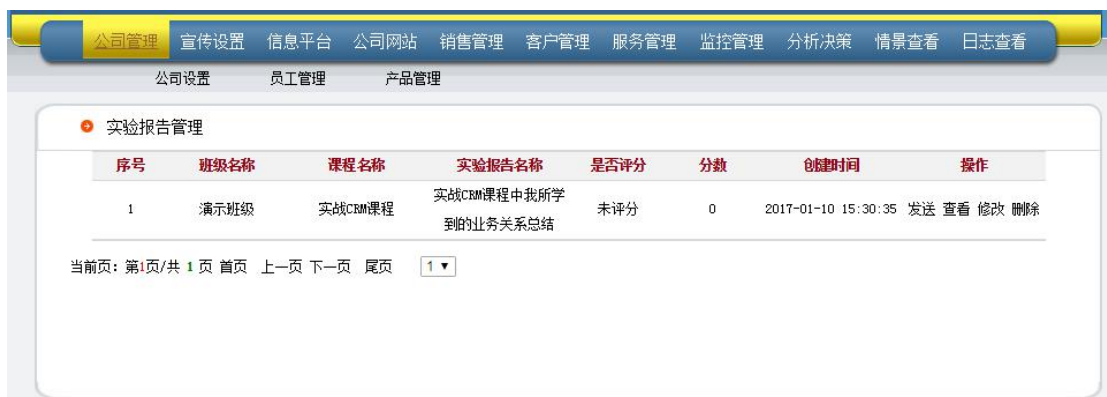 公司管理 宣传设置 信息平台 公司网站 销售管理 客户管理 服务管理 监控管理 分析决策 情景查看 日志查看
公司设置 员工管理 产品管理
实验报告管理
序号 班级名称 课程名称 实验报告名称 是否评分 分数 创建时间 操作
1 演示班级 实战CRM课程 实战CRM课程中我所学 未评分 0 2017-01-10 15:30:35 发送 查看 修改 删除
到的业务关系总结
当前页：第1页/共 1 页 首页 上一页 下一页 尾页 1